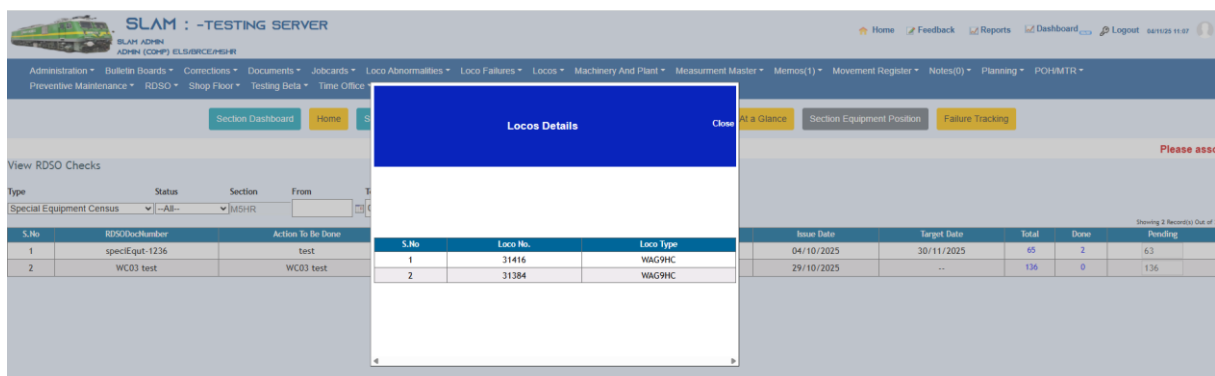 SLAM : -TESTING SERVER
SLAM ADMIN
ADMIN (COMP) ELS/BRCE/M5HR
Home Feedback Reports Dashboard Logout 04/11/25 11:07
Administration Bulletin Boards Corrections Documents Jobcards Loco Abnormalities Loco Failures Locos Machinery And Plant Measurment Master Memos(1) Movement Register Notes(0) Planning POH/MTR
Preventive Maintenance RDSO Shop Floor Testing Beta Time Office
Section Dashboard Home S At a Glance Section Equipment Position Failure Tracking
Locos Details Close
Please asso
View RDSO Checks
Type Status Section From T
Special Equipment Census --All-- M5HR
Showing 2 Record(s) Out of
S.No RDSODocNumber Action To Be Done Issue Date Target Date Total Done Pending
1 speclEqut-1236 test 04/10/2025 30/11/2025 65 2 63
2 WC03 test WC03 test 29/10/2025 -- 136 0 136
S.No Loco No. Loco Type
1 31416 WAG9HC
2 31384 WAG9HC